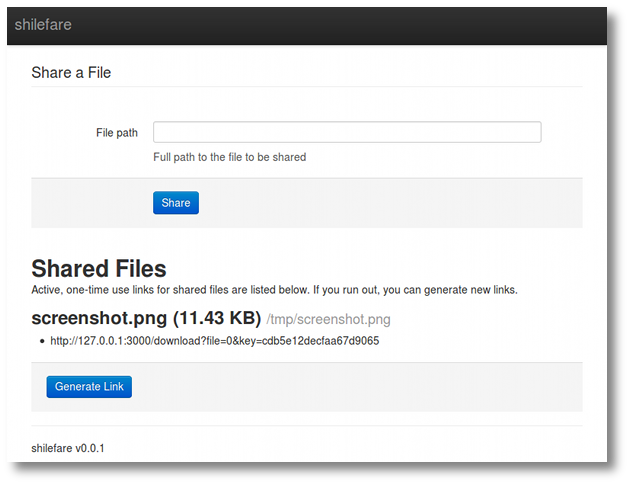 shilefare
Share a File
File path
Full path to the file to be shared
Share
Shared Files
Active, one-time use links for shared files are listed below. If you run out, you can generate new links.
screenshot.png (11.43 KB) /tmp/screenshot.png
• http://127.0.0.1:3000/download?file=0&key=cdb5e12decfaa67d9065
Generate Link
shilefare v0.0.1